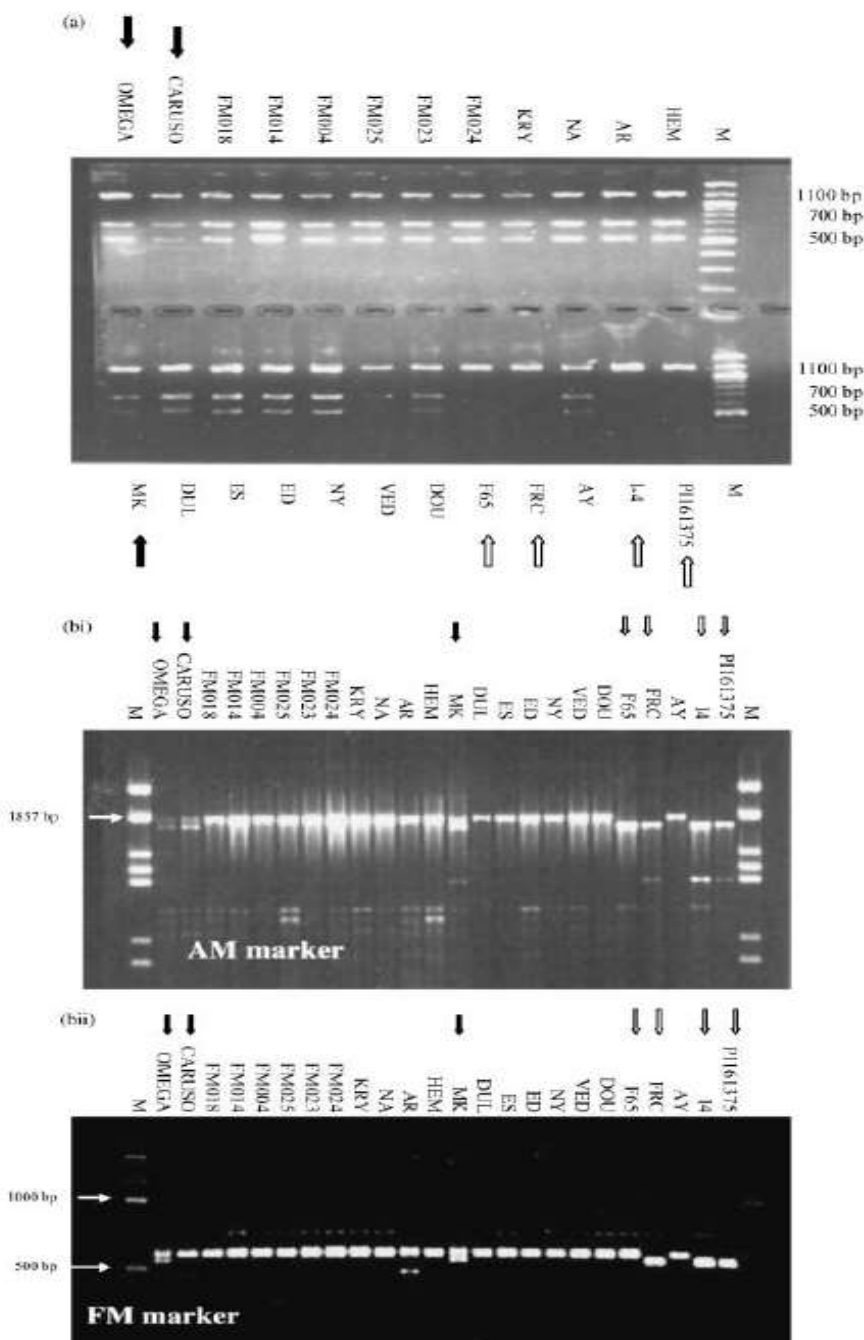 (a)
OMEGA CARUSO FM018 FM014 FM004 FM025 FM023 FM024 KRY NA AR HEM M
1100 bp
700 bp
500 bp
1100 bp
700 bp
500 bp
MK DUL ES ED NY VED DOU F65 FRC AY I-4 PI161375 M
(bi)
M OMEGA CARUSO FM018 FM014 FM004 FM025 FM023 FM024 KRY NA AR HEM MK DUL ES ED NY VED DOU F65 FRC AY I4 PI161375 M
1857 bp
AM marker
(bii)
M OMEGA CARUSO FM018 FM014 FM004 FM025 FM023 FM024 KRY NA AR HEM MK DUL ES ED NY VED DOU F65 FRC AY I4 PI161375
1000 bp
500 bp
FM marker